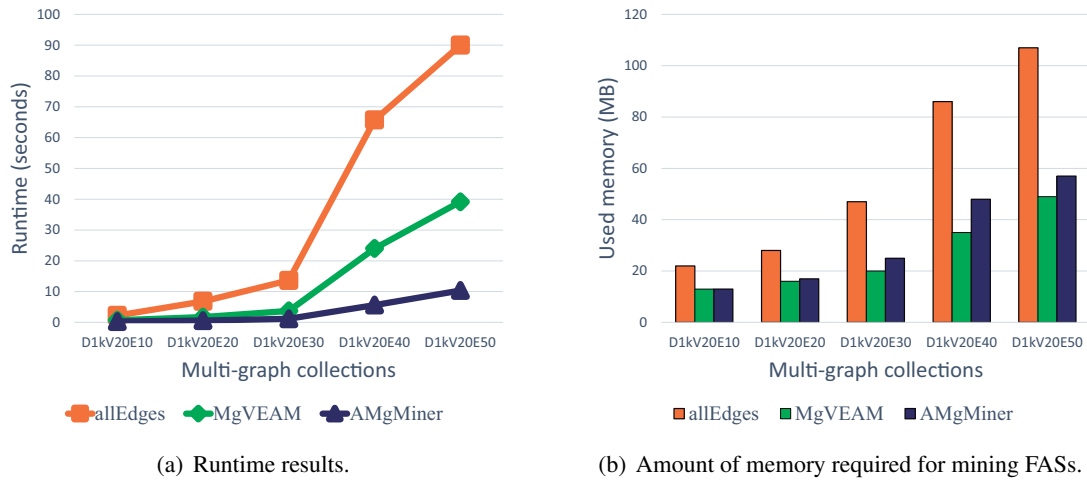 100
90
80
70
60
50
40
30
20
10
0
Runtime (seconds)
D1kV20E10 D1kV20E20 D1kV20E30 D1kV20E40 D1kV20E50
Multi-graph collections
allEdges MgVEAM AMgMiner
(a) Runtime results.
120
100
80
60
40
20
0
Used memory (MB)
D1kV20E10 D1kV20E20 D1kV20E30 D1kV20E40 D1kV20E50
Multi-graph collections
allEdges MgVEAM AMgMiner
(b) Amount of memory required for mining FASs.